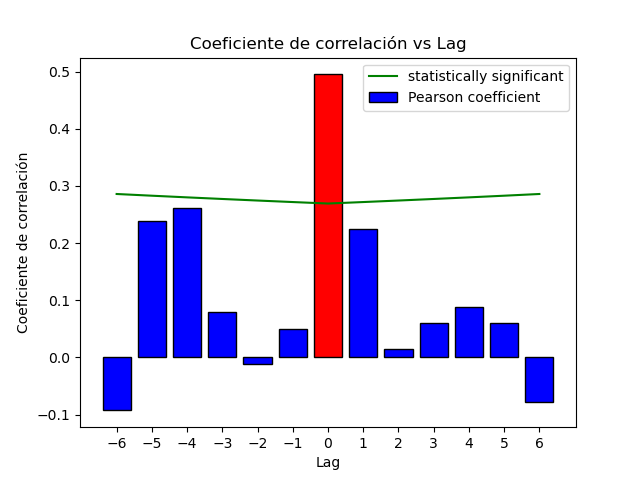 Coeficiente de correlación vs Lag
statistically significant
Pearson coefficient
Coeficiente de correlación
0.5
0.4
0.3
0.2
0.1
0.0
−0.1
−6 −5 −4 −3 −2 −1 0 1 2 3 4 5 6
Lag